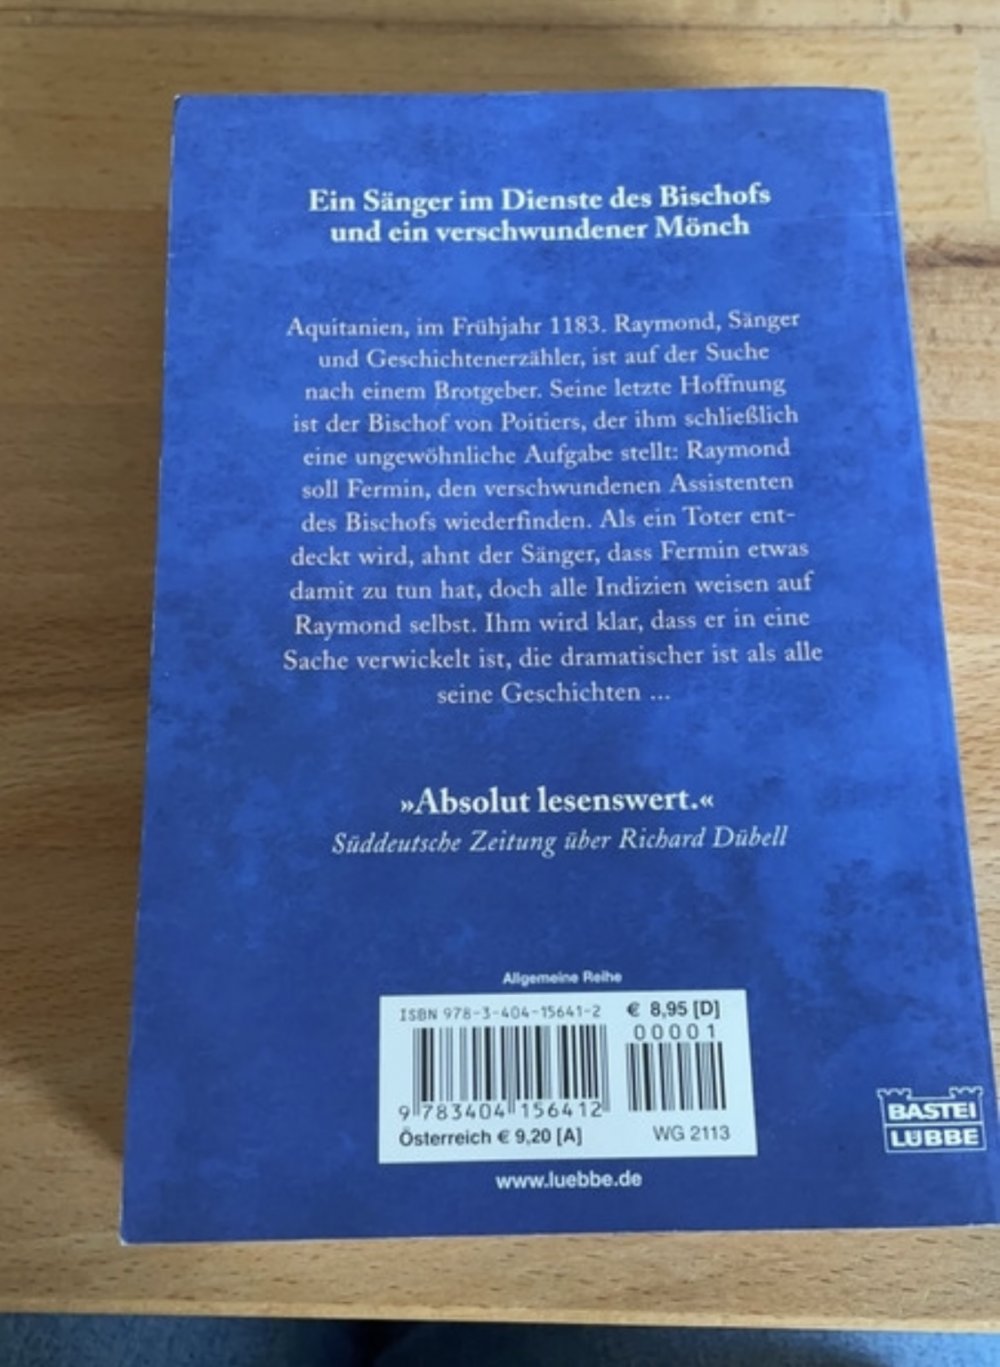 Ein Sänger im Dienste des Bischofs
und ein verschwundener Mönch
Aquitanien, im Frühjahr 1183. Raymond, Sänger
und Geschichtenerzähler, ist auf der Suche
nach einem Brotgeber. Seine letzte Hoffnung
ist der Bischof von Poitiers, der ihm schließlich
eine ungewöhnliche Aufgabe stellt: Raymond
soll Fermin, den verschwundenen Assistenten
des Bischofs wiederfinden. Als ein Toter ent-
deckt wird, ahnt der Sänger, dass Fermin etwas
damit zu tun hat, doch alle Indizien weisen auf
Raymond selbst. Ihm wird klar, dass er in eine
Sache verwickelt ist, die dramatischer ist als alle
seine Geschichten ...
»Absolut lesenswert.«
Süddeutsche Zeitung über Richard Dübell
Allgemeine Reihe
ISBN 978-3-404-15641-2 € 8,95 [D]
00001
9 783404 156412
Österreich € 9,20 [A] WG 2113
www.luebbe.de
BASTEI
LÜBBE